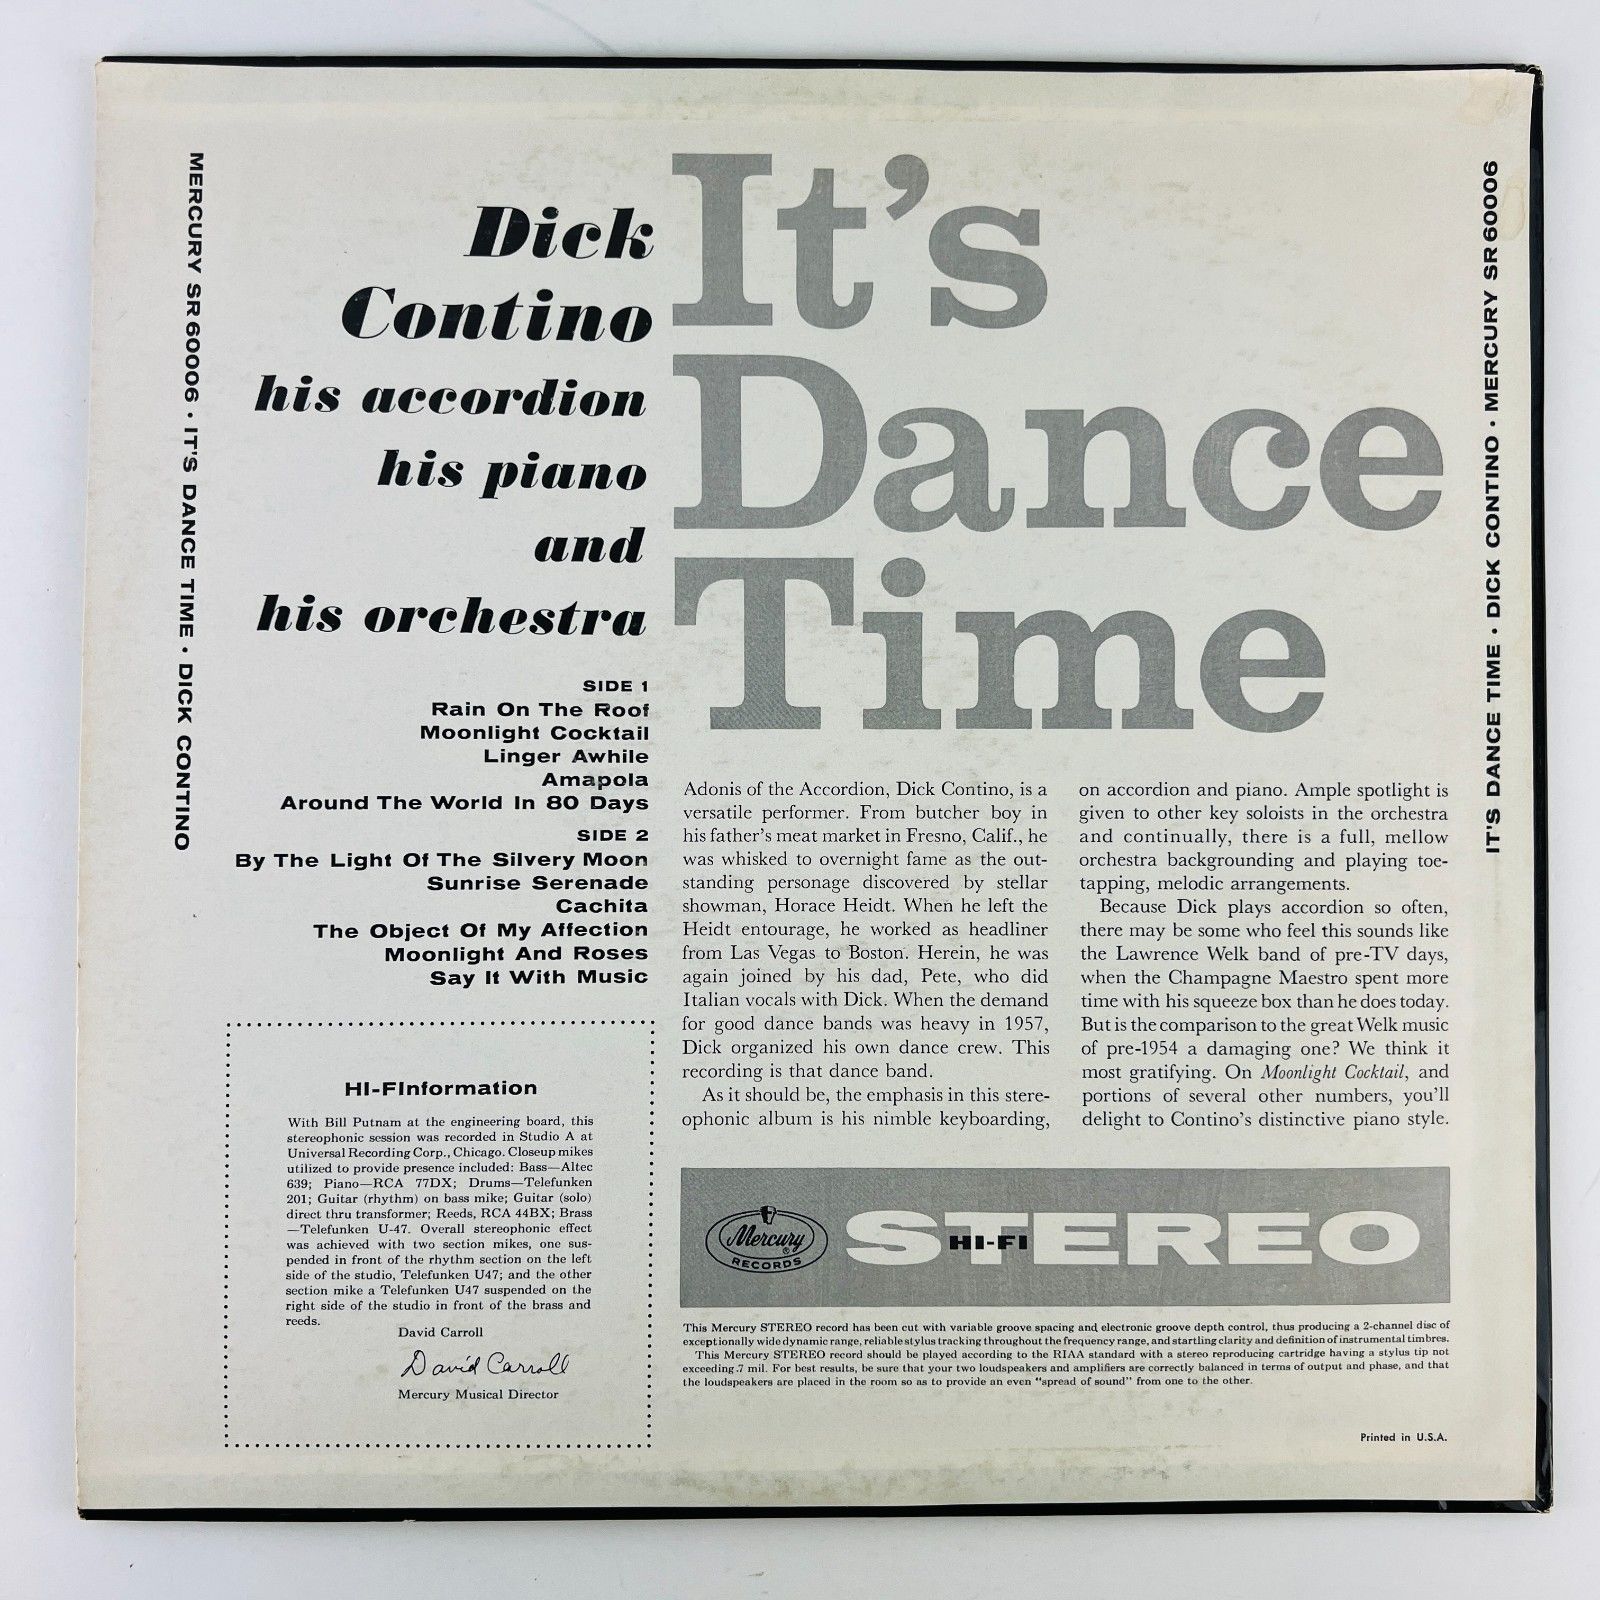 MERCURY SR 60006 • IT'S DANCE TIME • DICK CONTINO
Dick
Contino
his accordion
his piano
and
his orchestra
It's
Dance
Time
SIDE 1
Rain On The Roof
Moonlight Cocktail
Linger Awhile
Amapola
Around The World In 80 Days
SIDE 2
By The Light Of The Silvery Moon
Sunrise Serenade
Cachita
The Object Of My Affection
Moonlight And Roses
Say It With Music
HI-FInformation
With Bill Putnam at the engineering board, this
stereophonic session was recorded in Studio A at
Universal Recording Corp., Chicago. Closeup mikes
utilized to provide presence included: Bass—Altec
639; Piano—RCA 77DX; Drums—Telefunken
201; Guitar (rhythm) on bass mike; Guitar (solo)
direct thru transformer; Reeds, RCA 44BX; Brass
—Telefunken U-47. Overall stereophonic effect
was achieved with two section mikes, one sus-
pended in front of the rhythm section on the left
side of the studio, Telefunken U47; and the other
section mike a Telefunken U47 suspended on the
right side of the studio in front of the brass and
reeds.
David Carroll
David Carroll
Mercury Musical Director
Adonis of the Accordion, Dick Contino, is a
versatile performer. From butcher boy in
his father's meat market in Fresno, Calif., he
was whisked to overnight fame as the out-
standing personage discovered by stellar
showman, Horace Heidt. When he left the
Heidt entourage, he worked as headliner
from Las Vegas to Boston. Herein, he was
again joined by his dad, Pete, who did
Italian vocals with Dick. When the demand
for good dance bands was heavy in 1957,
Dick organized his own dance crew. This
recording is that dance band.
As it should be, the emphasis in this stere-
ophonic album is his nimble keyboarding,
on accordion and piano. Ample spotlight is
given to other key soloists in the orchestra
and continually, there is a full, mellow
orchestra backgrounding and playing toe-
tapping, melodic arrangements.
Because Dick plays accordion so often,
there may be some who feel this sounds like
the Lawrence Welk band of pre-TV days,
when the Champagne Maestro spent more
time with his squeeze box than he does today.
But is the comparison to the great Welk music
of pre-1954 a damaging one? We think it
most gratifying. On Moonlight Cocktail, and
portions of several other numbers, you'll
delight to Contino's distinctive piano style.
Mercury ®
RECORDS
STEREO
HI-FI
This Mercury STEREO record has been cut with variable groove spacing and electronic groove depth control, thus producing a 2-channel disc of
exceptionally wide dynamic range, reliable stylus tracking throughout the frequency range, and startling clarity and definition of instrumental timbres.
This Mercury STEREO record should be played according to the RIAA standard with a stereo reproducing cartridge having a stylus tip not
exceeding .7 mil. For best results, be sure that your two loudspeakers and amplifiers are correctly balanced in terms of output and phase, and that
the loudspeakers are placed in the room so as to provide an even "spread of sound" from one to the other.
Printed in U.S.A.
IT'S DANCE TIME • DICK CONTINO • MERCURY SR 60006